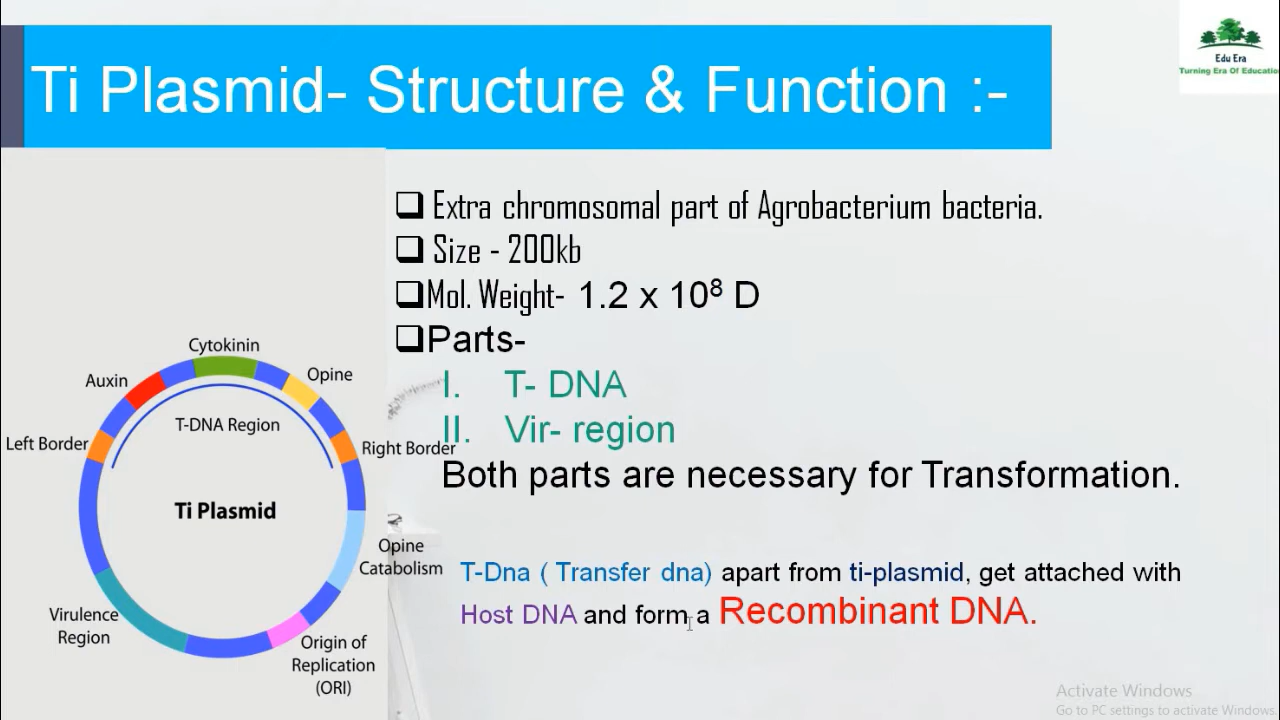 Ti Plasmid- Structure & Function :-
Edu Era
Turning Era Of Education
Extra chromosomal part of Agrobacterium bacteria.
Size - 200kb
Mol. Weight- 1.2 x 10⁸ D
Parts-
I. T- DNA
II. Vir- region
Both parts are necessary for Transformation.
T-Dna ( Transfer dna) apart from ti-plasmid, get attached with
Host DNA and form a Recombinant DNA.
Cytokinin
Auxin
Opine
T-DNA Region
Left Border
Right Border
Ti Plasmid
Opine
Catabolism
Virulence
Region
Origin of
Replication
(ORI)
Activate Windows
Go to PC settings to activate Windows.